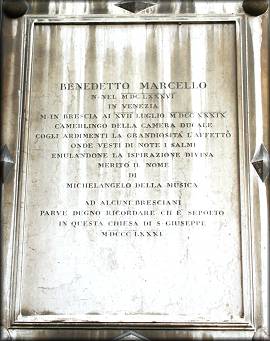 BENEDETTO MARCELLO
N. NEL MDCLXXXVI
IN VENEZIA
M. IN BRESCIA AI XVII LUGLIO MDCCXXXIX
CAMERLINGO DELLA CAMERA DUCALE
COGLI ARDIMENTI LA GRANDIOSITÀ L'AFFETTO
ONDE VESTÌ DI NOTE I SALMI
EMULANDONE LA ISPIRAZIONE DIVINA
MERITÒ IL NOME
DI
MICHELANGELO DELLA MUSICA
AD ALCUNI BRESCIANI
PARVE DEGNO RICORDARE CH'È SEPOLTO
IN QUESTA CHIESA DI S. GIUSEPPE
MDCCCLXXXI